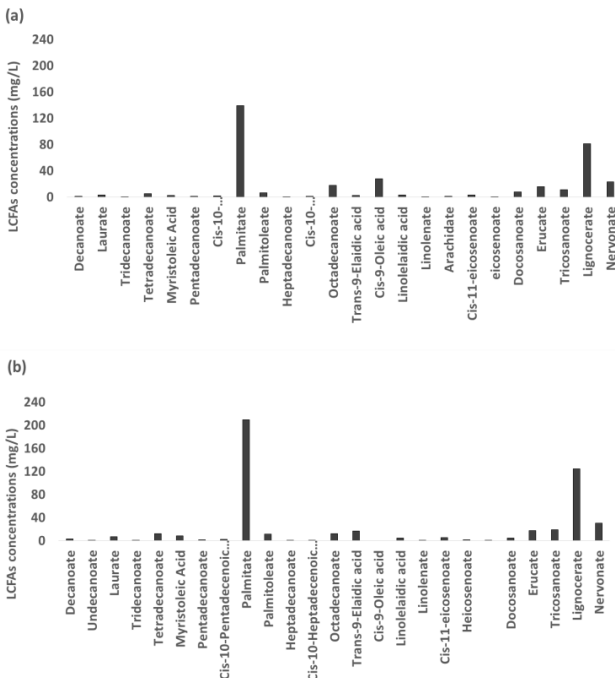 (a)
LCFAs concentrations (mg/L)
240
200
160
120
80
40
0
Decanoate
Laurate
Tridecanoate
Tetradecanoate
Myristoleic Acid
Pentadecanoate
Cis-10-...
Palmitate
Palmitoleate
Heptadecanoate
Cis-10-...
Octadecanoate
Trans-9-Elaidic acid
Cis-9-Oleic acid
Linolelaidic acid
Linolenate
Arachidate
Cis-11-eicosenoate
eicosenoate
Docosanoate
Erucate
Tricosanoate
Lignocerate
Nervonate
(b)
LCFAs concentrations (mg/L)
240
200
160
120
80
40
0
Decanoate
Undecanoate
Laurate
Tridecanoate
Tetradecanoate
Myristoleic Acid
Pentadecanoate
Cis-10-Pentadecenoic...
Palmitate
Palmitoleate
Heptadecanoate
Cis-10-Heptadecenoic...
Octadecanoate
Trans-9-Elaidic acid
Cis-9-Oleic acid
Linolelaidic acid
Linolenate
Cis-11-eicosenoate
Heicosenoate
Docosanoate
Erucate
Tricosanoate
Lignocerate
Nervonate